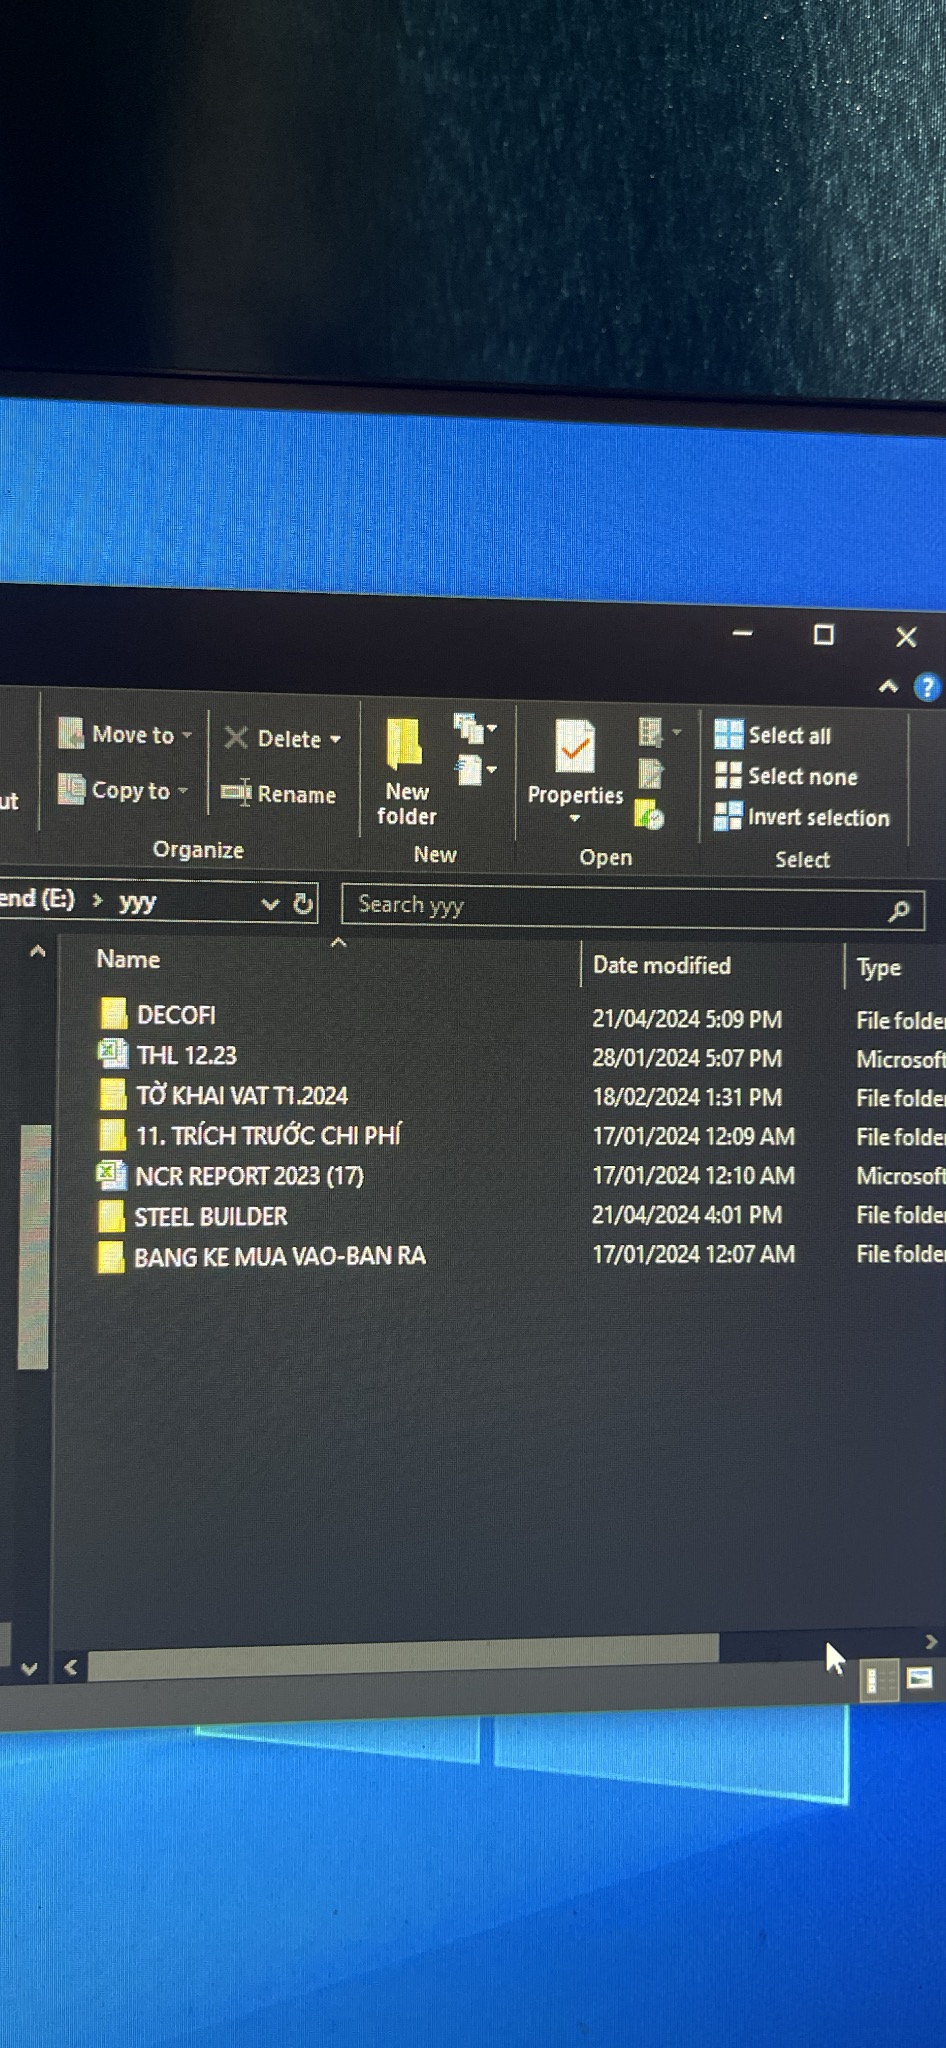 ?
Move to
Delete
Copy to
Rename
New
folder
Properties
Select all
Select none
Invert selection
ut
Organize
New
Open
Select
end (E:) > yyy
Search yyy
Name Date modified Type
DECOFI 21/04/2024 5:09 PM File folde
THL 12.23 28/01/2024 5:07 PM Microsoft
TỜ KHAI VAT T1.2024 18/02/2024 1:31 PM File folde
11. TRÍCH TRƯỚC CHI PHÍ 17/01/2024 12:09 AM File folde
NCR REPORT 2023 (17) 17/01/2024 12:10 AM Microsoft
STEEL BUILDER 21/04/2024 4:01 PM File folde
BANG KE MUA VAO-BAN RA 17/01/2024 12:07 AM File folde